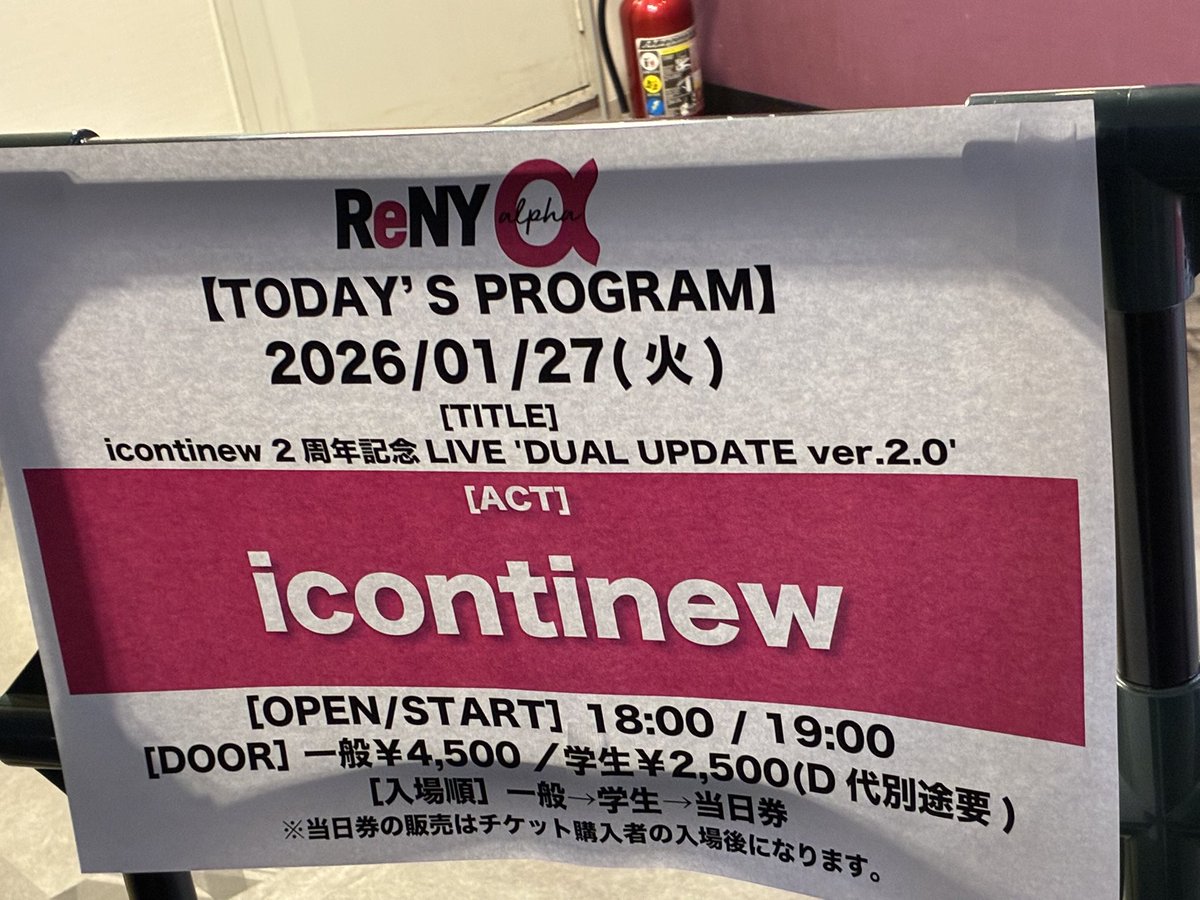 ReNY alpha
【TODAY'S PROGRAM】
2026/01/27(火)
[TITLE]
icontinew 2周年記念 LIVE 'DUAL UPDATE ver.2.0'
[ACT]
icontinew
[OPEN/START] 18:00 / 19:00
[DOOR] 一般¥4,500 ／学生¥2,500(D代別途要)
[入場順] 一般→学生→当日券
※当日券の販売はチケット購入者の入場後になります。